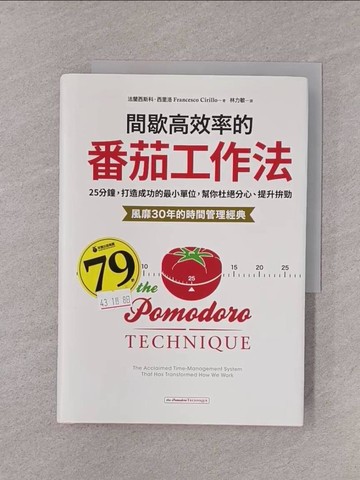 法蘭西斯科·西里洛 Francesco Cirillo—著 林力敏—譯
間歇高效率的
番茄工作法
25分鐘,打造成功的最小單位,幫你杜絕分心、提升拚勁
風靡30年的時間管理經典
79
10 25 15 20 25
43 18 88
the
Pomodoro
TECHNIQUE
The Acclaimed Time-Management System
That Has Transformed How We Work
the Pomodoro Technique